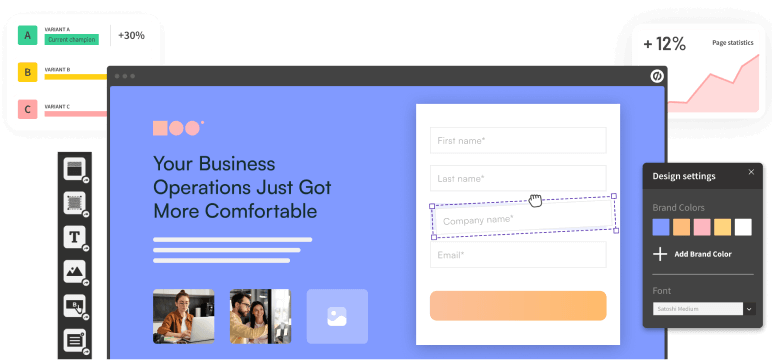 A
VARIANT A
Current champion
+30%
B
VARIANT B
C
VARIANT C
+ 12%
Page statistics
Your Business
Operations Just Got
More Comfortable
First name*
Last name*
Company name*
Email*
T
B
Design settings
Brand Colors
Add Brand Color
Font
Satoshi Medium